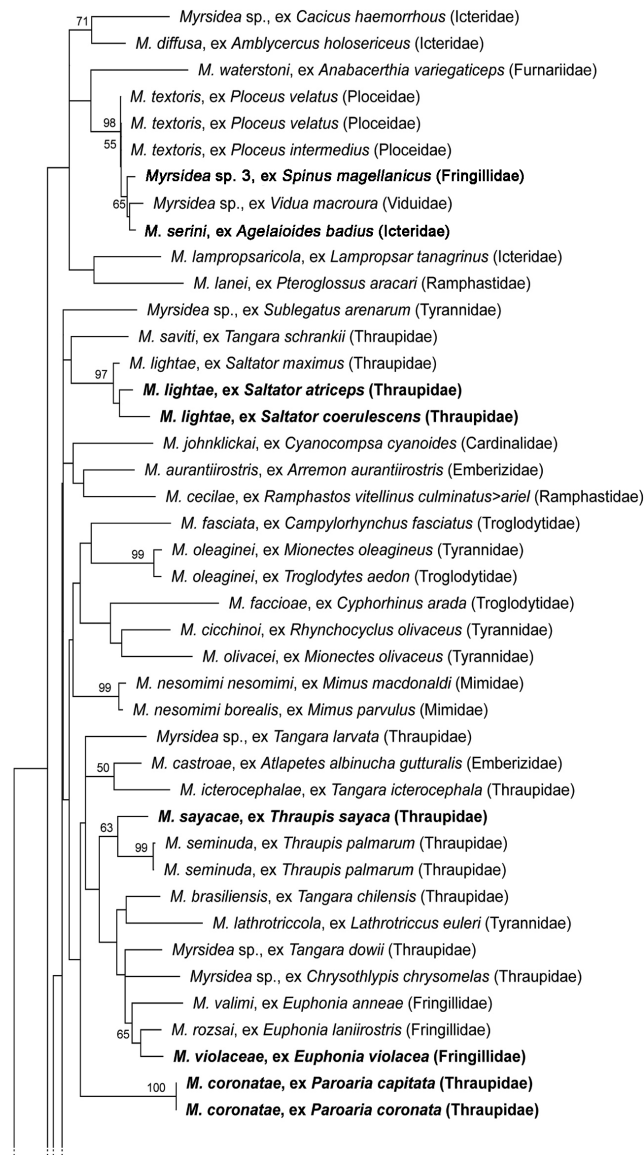 71
Myrsidea sp., ex Cacicus haemorrhous (Icteridae)
M. diffusa, ex Amblycercus holosericeus (Icteridae)
M. waterstoni, ex Anabacerthia variegaticeps (Furnariidae)
M. textoris, ex Ploceus velatus (Ploceidae)
98
M. textoris, ex Ploceus velatus (Ploceidae)
55
M. textoris, ex Ploceus intermedius (Ploceidae)
Myrsidea sp. 3, ex Spinus magellanicus (Fringillidae)
65
Myrsidea sp., ex Vidua macroura (Viduidae)
M. serini, ex Agelaioides badius (Icteridae)
M. lampropsaricola, ex Lampropsar tanagrinus (Icteridae)
M. lanei, ex Pteroglossus aracari (Ramphastidae)
Myrsidea sp., ex Sublegatus arenarum (Tyrannidae)
M. saviti, ex Tangara schrankii (Thraupidae)
M. lightae, ex Saltator maximus (Thraupidae)
97
M. lightae, ex Saltator atriceps (Thraupidae)
M. lightae, ex Saltator coerulescens (Thraupidae)
M. johnklickai, ex Cyanocompsa cyanoides (Cardinalidae)
M. aurantiirostris, ex Arremon aurantiirostris (Emberizidae)
M. cecilae, ex Ramphastos vitellinus culminatus>ariel (Ramphastidae)
M. fasciata, ex Campylorhynchus fasciatus (Troglodytidae)
99
M. oleaginei, ex Mionectes oleagineus (Tyrannidae)
M. oleaginei, ex Troglodytes aedon (Troglodytidae)
M. faccioae, ex Cyphorhinus arada (Troglodytidae)
M. cicchinoi, ex Rhynchocyclus olivaceus (Tyrannidae)
M. olivacei, ex Mionectes olivaceus (Tyrannidae)
99
M. nesomimi nesomimi, ex Mimus macdonaldi (Mimidae)
M. nesomimi borealis, ex Mimus parvulus (Mimidae)
Myrsidea sp., ex Tangara larvata (Thraupidae)
50
M. castroae, ex Atlapetes albinucha gutturalis (Emberizidae)
M. icterocephalae, ex Tangara icterocephala (Thraupidae)
M. sayacae, ex Thraupis sayaca (Thraupidae)
63
99
M. seminuda, ex Thraupis palmarum (Thraupidae)
M. seminuda, ex Thraupis palmarum (Thraupidae)
M. brasiliensis, ex Tangara chilensis (Thraupidae)
M. lathrotriccola, ex Lathrotriccus euleri (Tyrannidae)
Myrsidea sp., ex Tangara dowii (Thraupidae)
Myrsidea sp., ex Chrysothlypis chrysomelas (Thraupidae)
M. valimi, ex Euphonia anneae (Fringillidae)
65
M. rozsai, ex Euphonia laniirostris (Fringillidae)
M. violaceae, ex Euphonia violacea (Fringillidae)
100
M. coronatae, ex Paroaria capitata (Thraupidae)
M. coronatae, ex Paroaria coronata (Thraupidae)